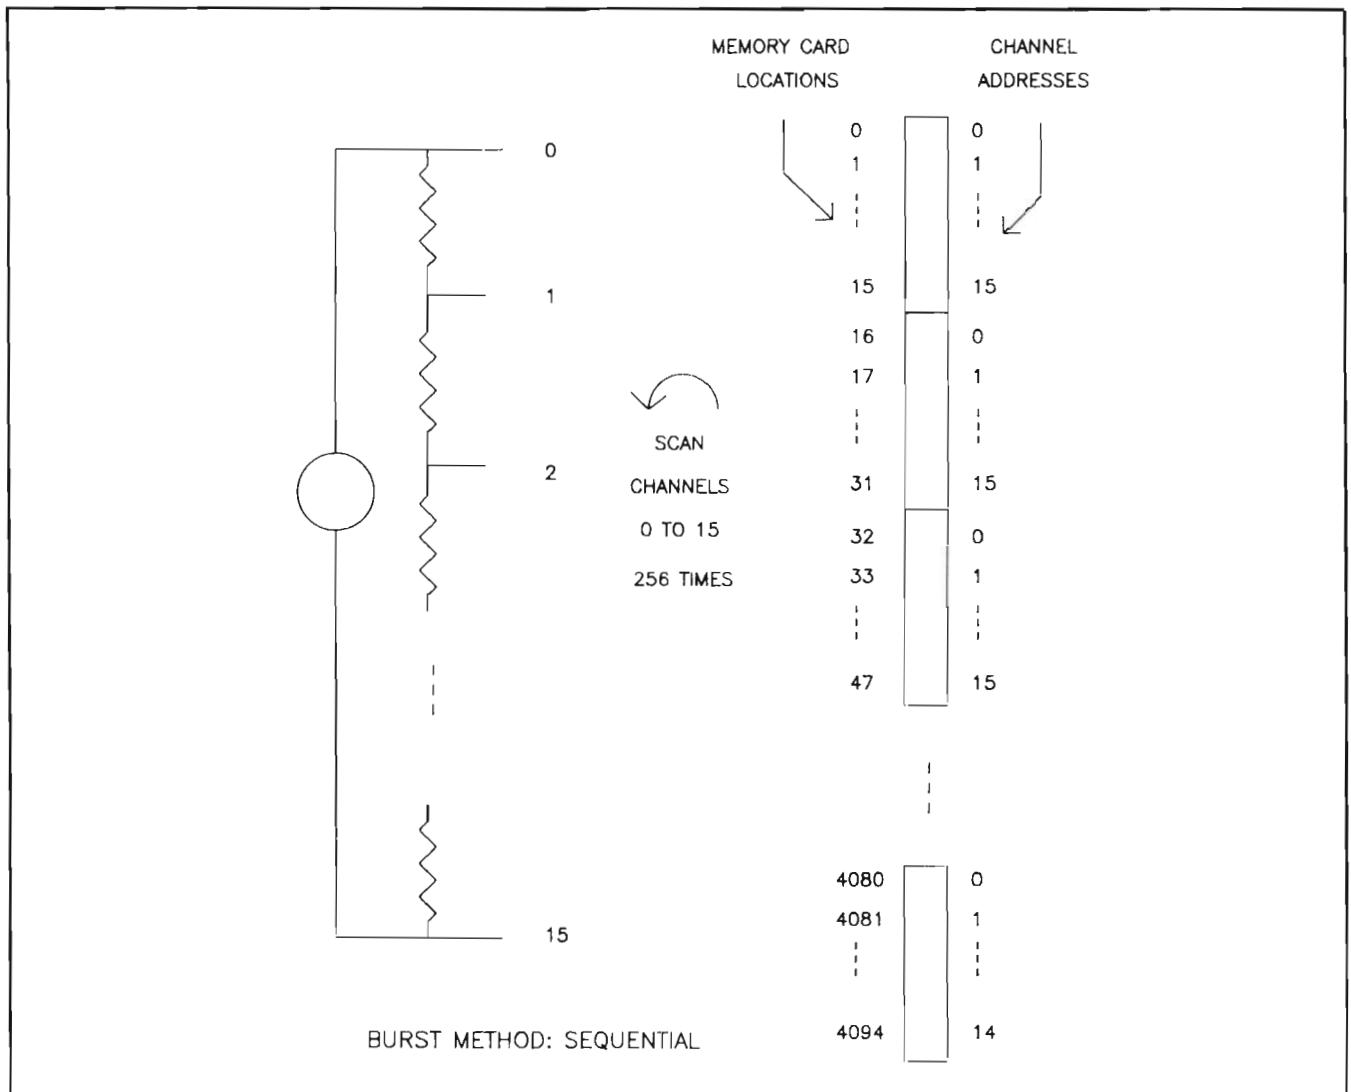 MEMORY CARD
LOCATIONS
CHANNEL
ADDRESSES
0
1
2
15
SCAN
CHANNELS
0 TO 15
256 TIMES
0 0
1 1
15 15
16 0
17 1
31 15
32 0
33 1
47 15
4080 0
4081 1
4094 14
BURST METHOD: SEQUENTIAL